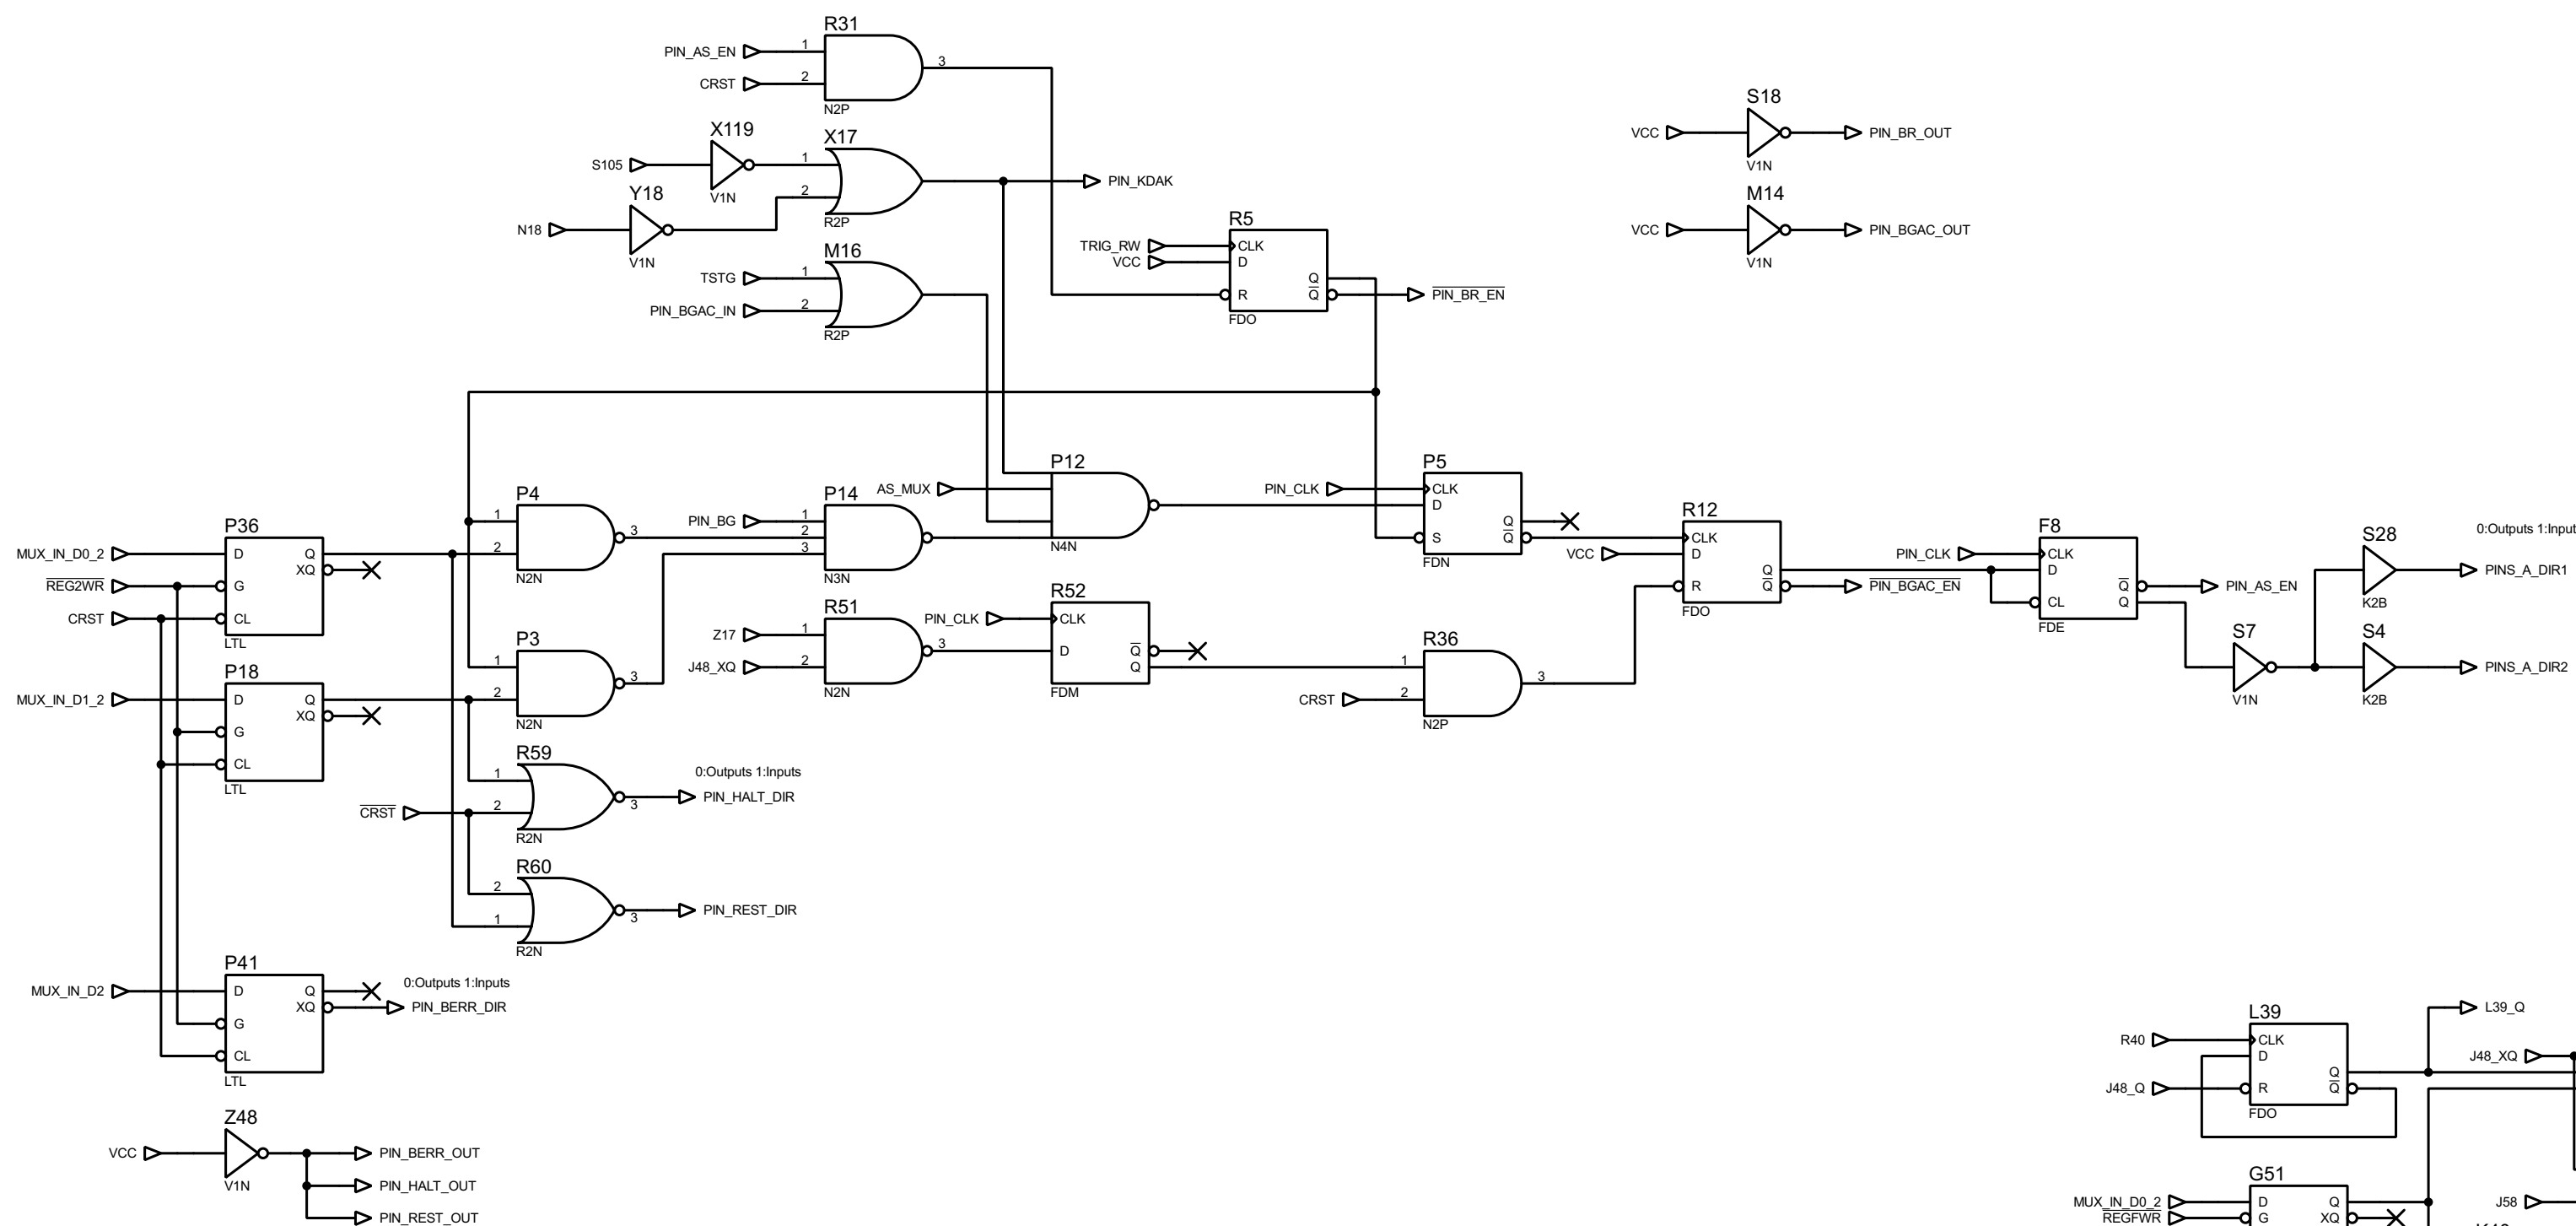 R31
PIN_AS_EN 1
CRST 2
3
N2P
X119
S105
V1N
Y18
N18
V1N
X17
1
2
R2P
PIN_KDAK
M16
TSTG 1
PIN_BGAC_IN 2
R2P
R5
TRIG_RW CLK
VCC D
R
Q
Q
PIN_BR_EN
FDO
S18
VCC PIN_BR_OUT
V1N
M14
VCC PIN_BGAC_OUT
V1N
P36
MUX_IN_D0_2 D Q
XQ
REG2WR G
CRST CL
LTL
P18
MUX_IN_D1_2 D Q
XQ
G
CL
LTL
P4
1
2
3
N2N
P3
1
2
3
N2N
P14
PIN_BG 1
2
3
N3N
P12
AS_MUX
N4N
R51
Z17 1
J48_XQ 2
3
N2N
R52
PIN_CLK CLK
D
Q
Q
FDM
P5
PIN_CLK CLK
D
Q
S Q
FDN
R36
1
CRST 2
3
N2P
R12
CLK
VCC D
Q
R Q
PIN_BGAC_EN
FDO
F8
PIN_CLK CLK
D
Q PIN_AS_EN
CL Q
FDE
S7
V1N
S28
0:Outputs 1:Input
PINS_A_DIR1
K2B
S4
PINS_A_DIR2
K2B
R59
1
CRST 2
3
0:Outputs 1:Inputs
PIN_HALT_DIR
R2N
R60
2
1
3
PIN_REST_DIR
R2N
P41
MUX_IN_D2 D Q
0:Outputs 1:Inputs
XQ PIN_BERR_DIR
G
CL
LTL
Z48
VCC PIN_BERR_OUT
V1N PIN_HALT_OUT
PIN_REST_OUT
L39
R40 CLK
D
Q
J48_Q R Q
FDO
L39_Q
J48_XQ
G51
MUX_IN_D0_2 D Q
REGFWR G XQ
J58